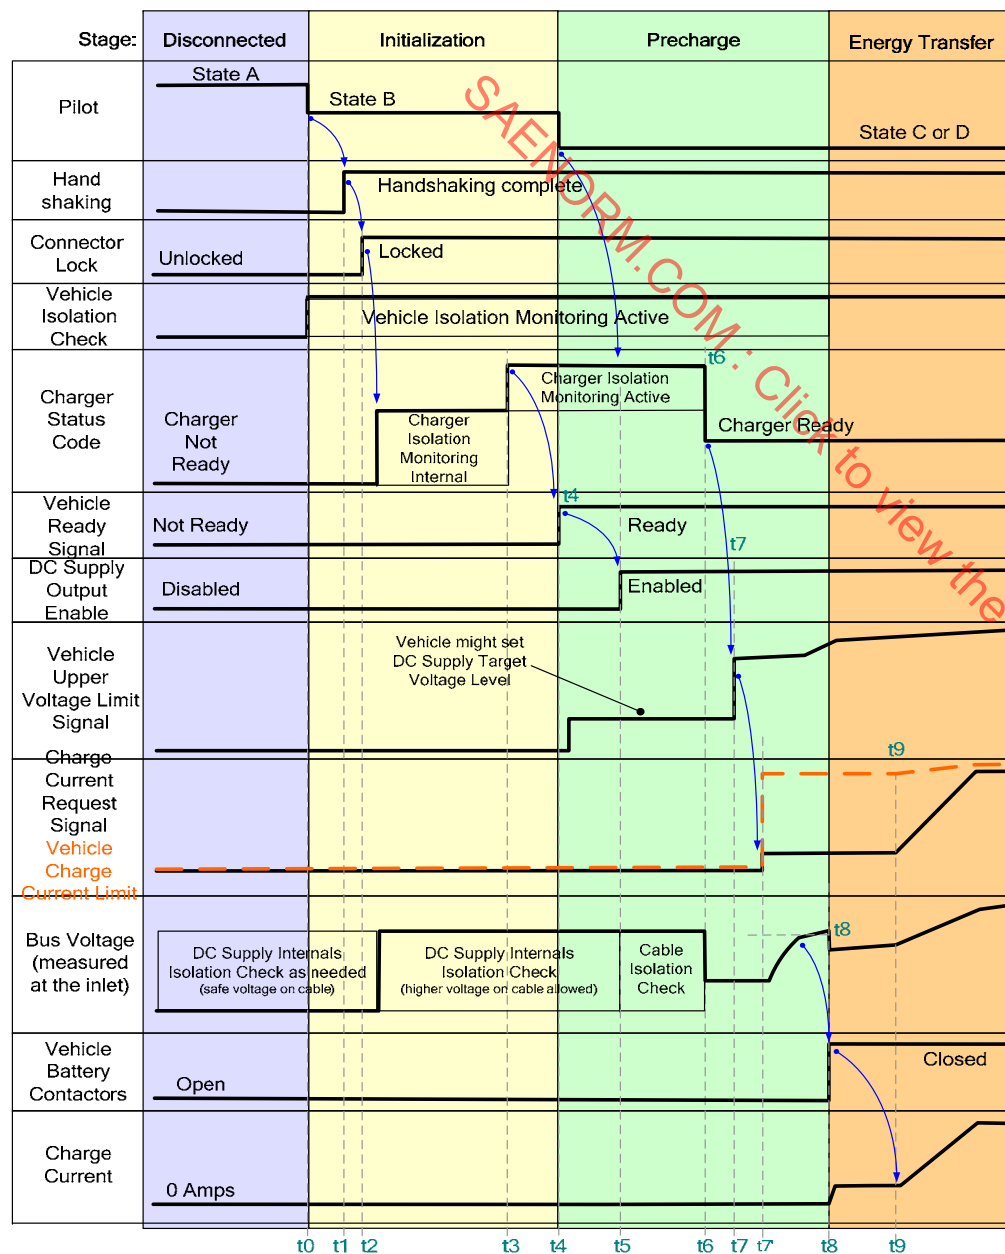 Stage:
Disconnected
Initialization
Precharge
Energy Transfer
Pilot
State A
State B
State C or D
Hand
shaking
Handshaking complete
Connector
Lock
Unlocked
Locked
Vehicle
Isolation
Check
Vehicle Isolation Monitoring Active
Charger
Status
Code
Charger
Not
Ready
Charger
Isolation
Monitoring
Internal
Charger Isolation
Monitoring Active
t6
Charger Ready
Vehicle
Ready
Signal
Not Ready
t4
Ready
t7
DC Supply
Output
Enable
Disabled
Enabled
Vehicle
Upper
Voltage Limit
Signal
Vehicle might set
DC Supply Target
Voltage Level
Charge
Current
Request
Signal
Vehicle
Charge
Current Limit
t9
Bus Voltage
(measured
at the inlet)
DC Supply Internals
Isolation Check as needed
(safe voltage on cable)
DC Supply Internals
Isolation Check
(higher voltage on cable allowed)
Cable
Isolation
Check
t8
Vehicle
Battery
Contactors
Open
Closed
Charge
Current
0 Amps
t0 t1 t2 t3 t4 t5 t6 t7 t7' t8 t9
SAENORM.COM : Click to view the